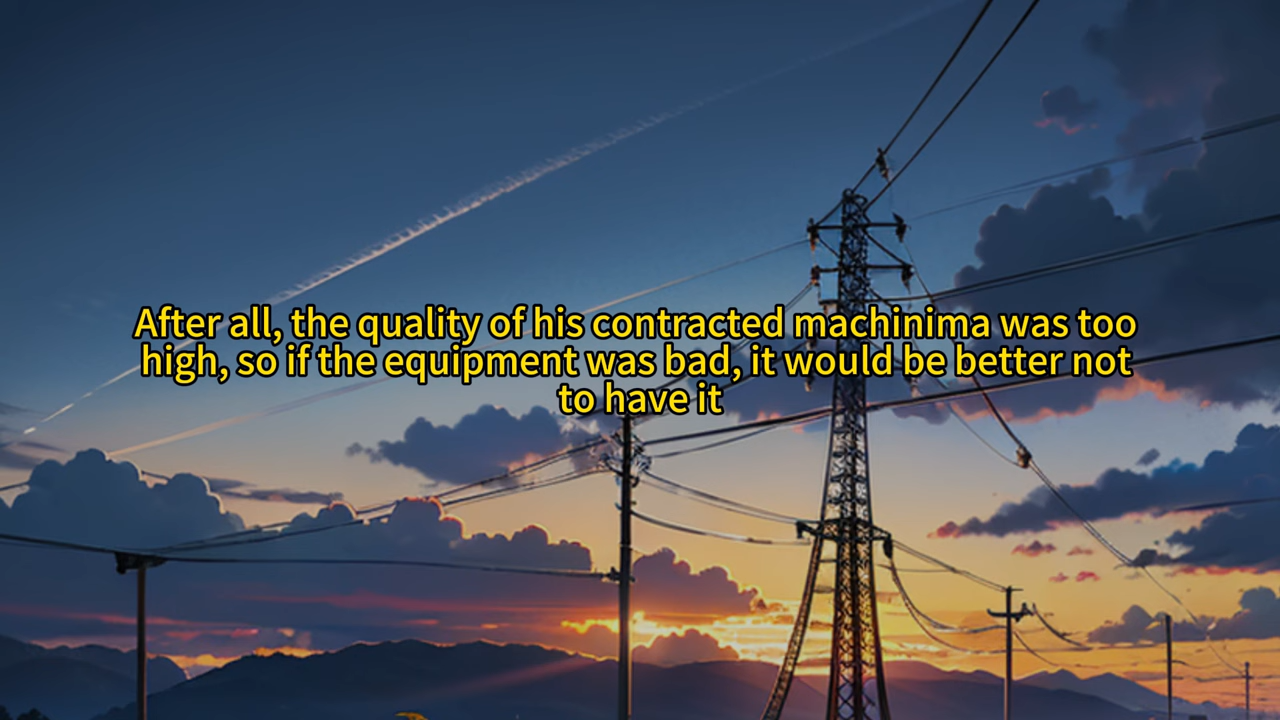 After all, the quality of his contracted machinima was too
high, so if the equipment was bad, it would be better not
to have it